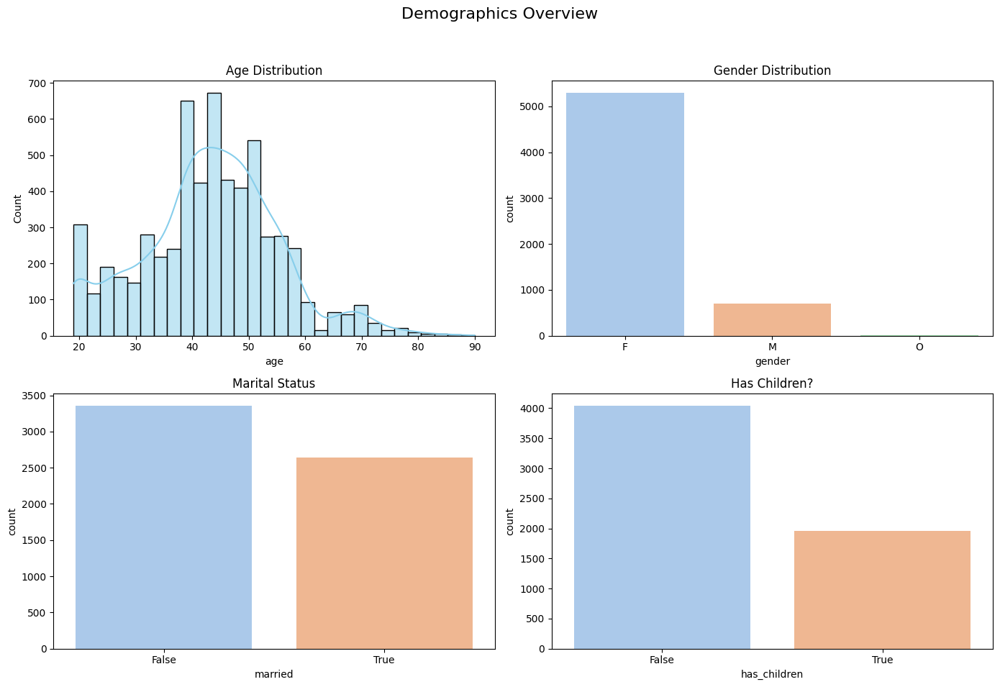 Demographics Overview
Age Distribution
700
600
500
400
300
200
100
0
Count
20 30 40 50 60 70 80 90
age
Gender Distribution
5000
4000
3000
2000
1000
0
count
F M O
gender
Marital Status
3500
3000
2500
2000
1500
1000
500
0
count
False True
married
Has Children?
4000
3500
3000
2500
2000
1500
1000
500
0
count
False True
has_children